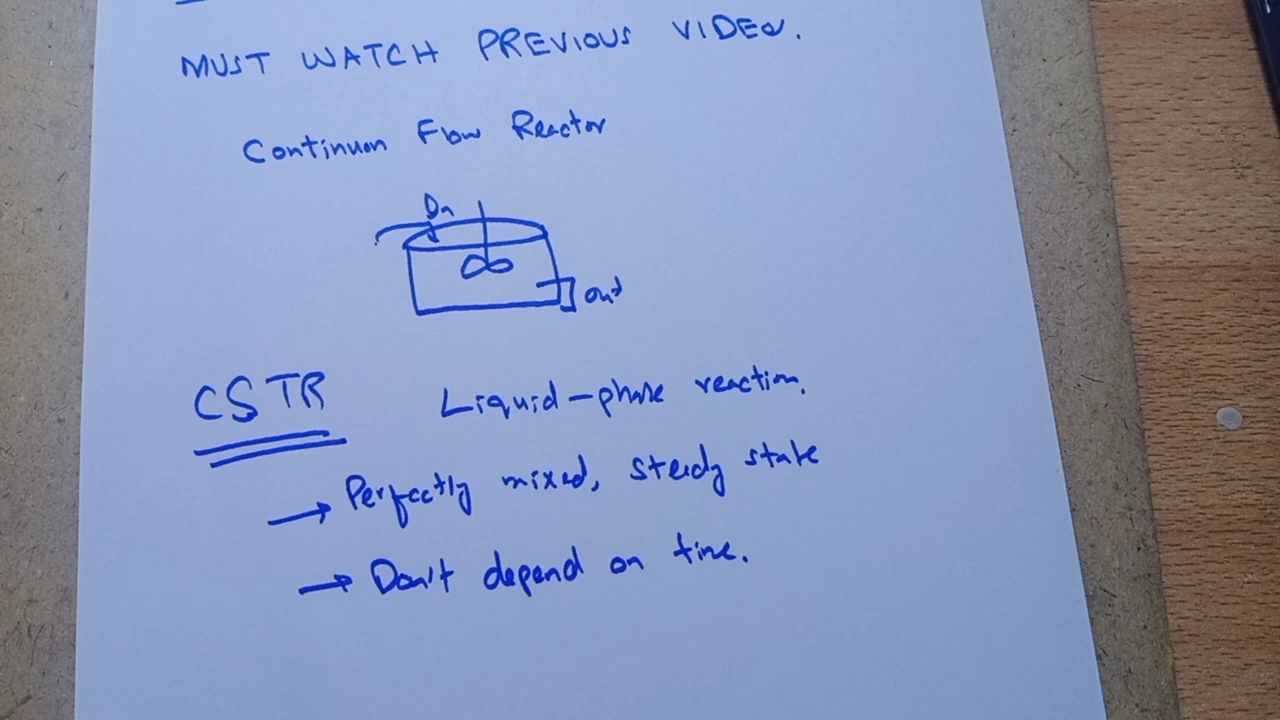 MUST WATCH PREVIOUS VIDEO.
Continuon Flow Reactor
In
out
CSTR Liquid-phase reaction.
→ Perfectly mixed, steady state
→ Don't depend on time.